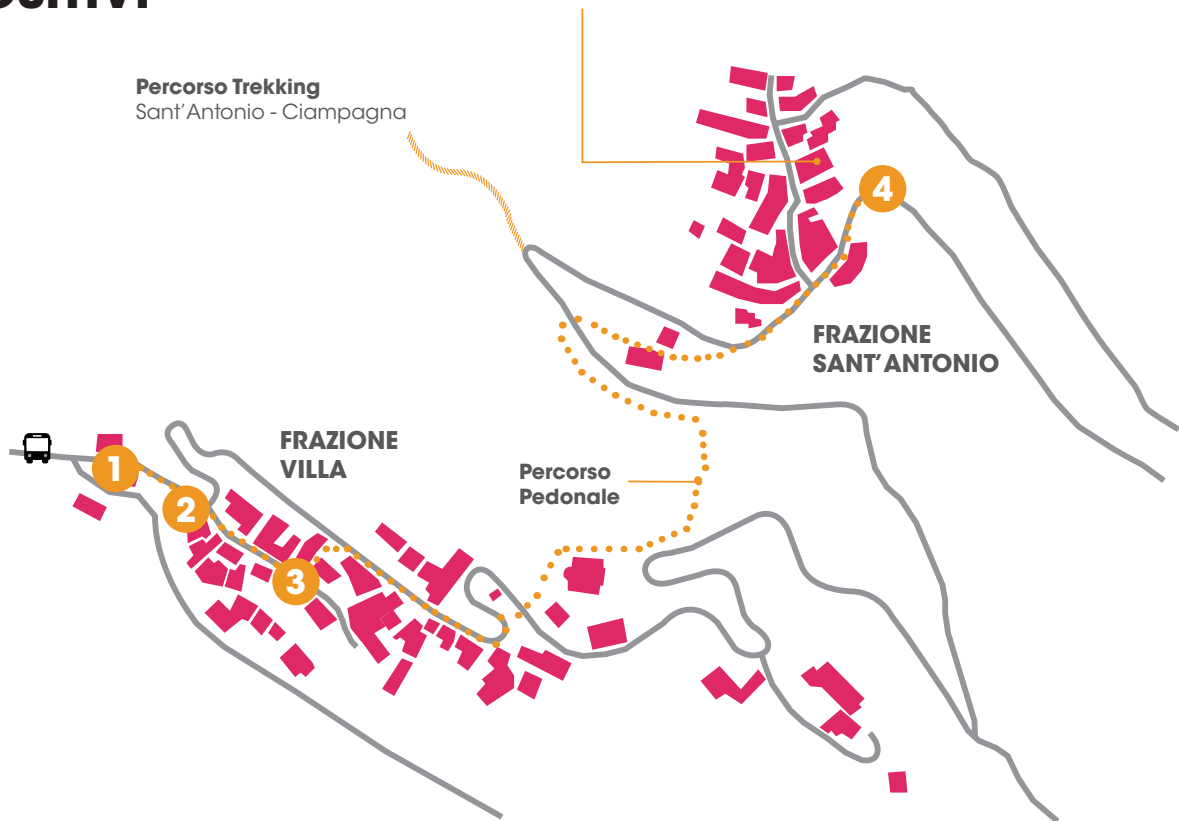 Percorso Trekking
Sant'Antonio - Ciampagna
4
FRAZIONE
SANT'ANTONIO
FRAZIONE
VILLA
1
Percorso
Pedonale
2
3